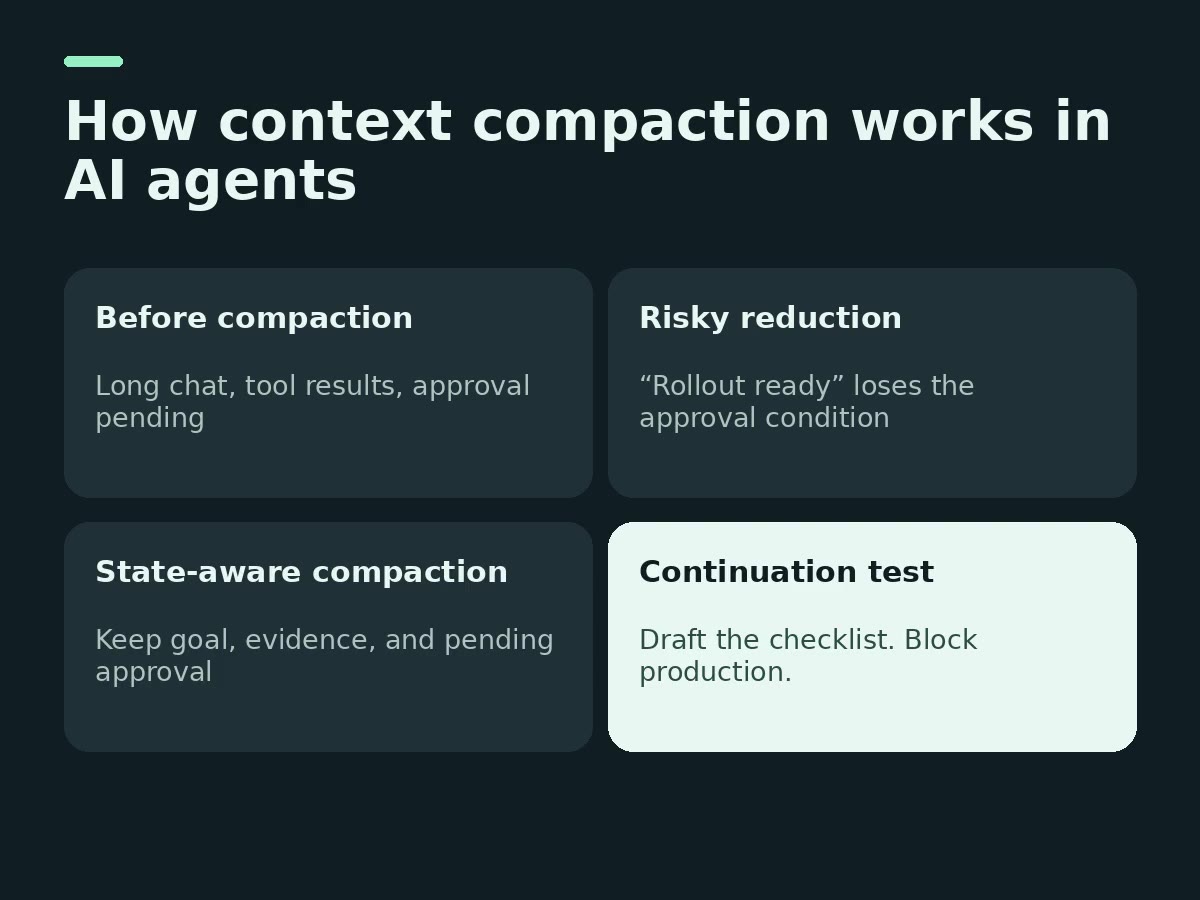 How context compaction works in
AI agents
Before compaction
Long chat, tool results, approval
pending
Risky reduction
“Rollout ready” loses the
approval condition
State-aware compaction
Keep goal, evidence, and pending
approval
Continuation test
Draft the checklist. Block
production.